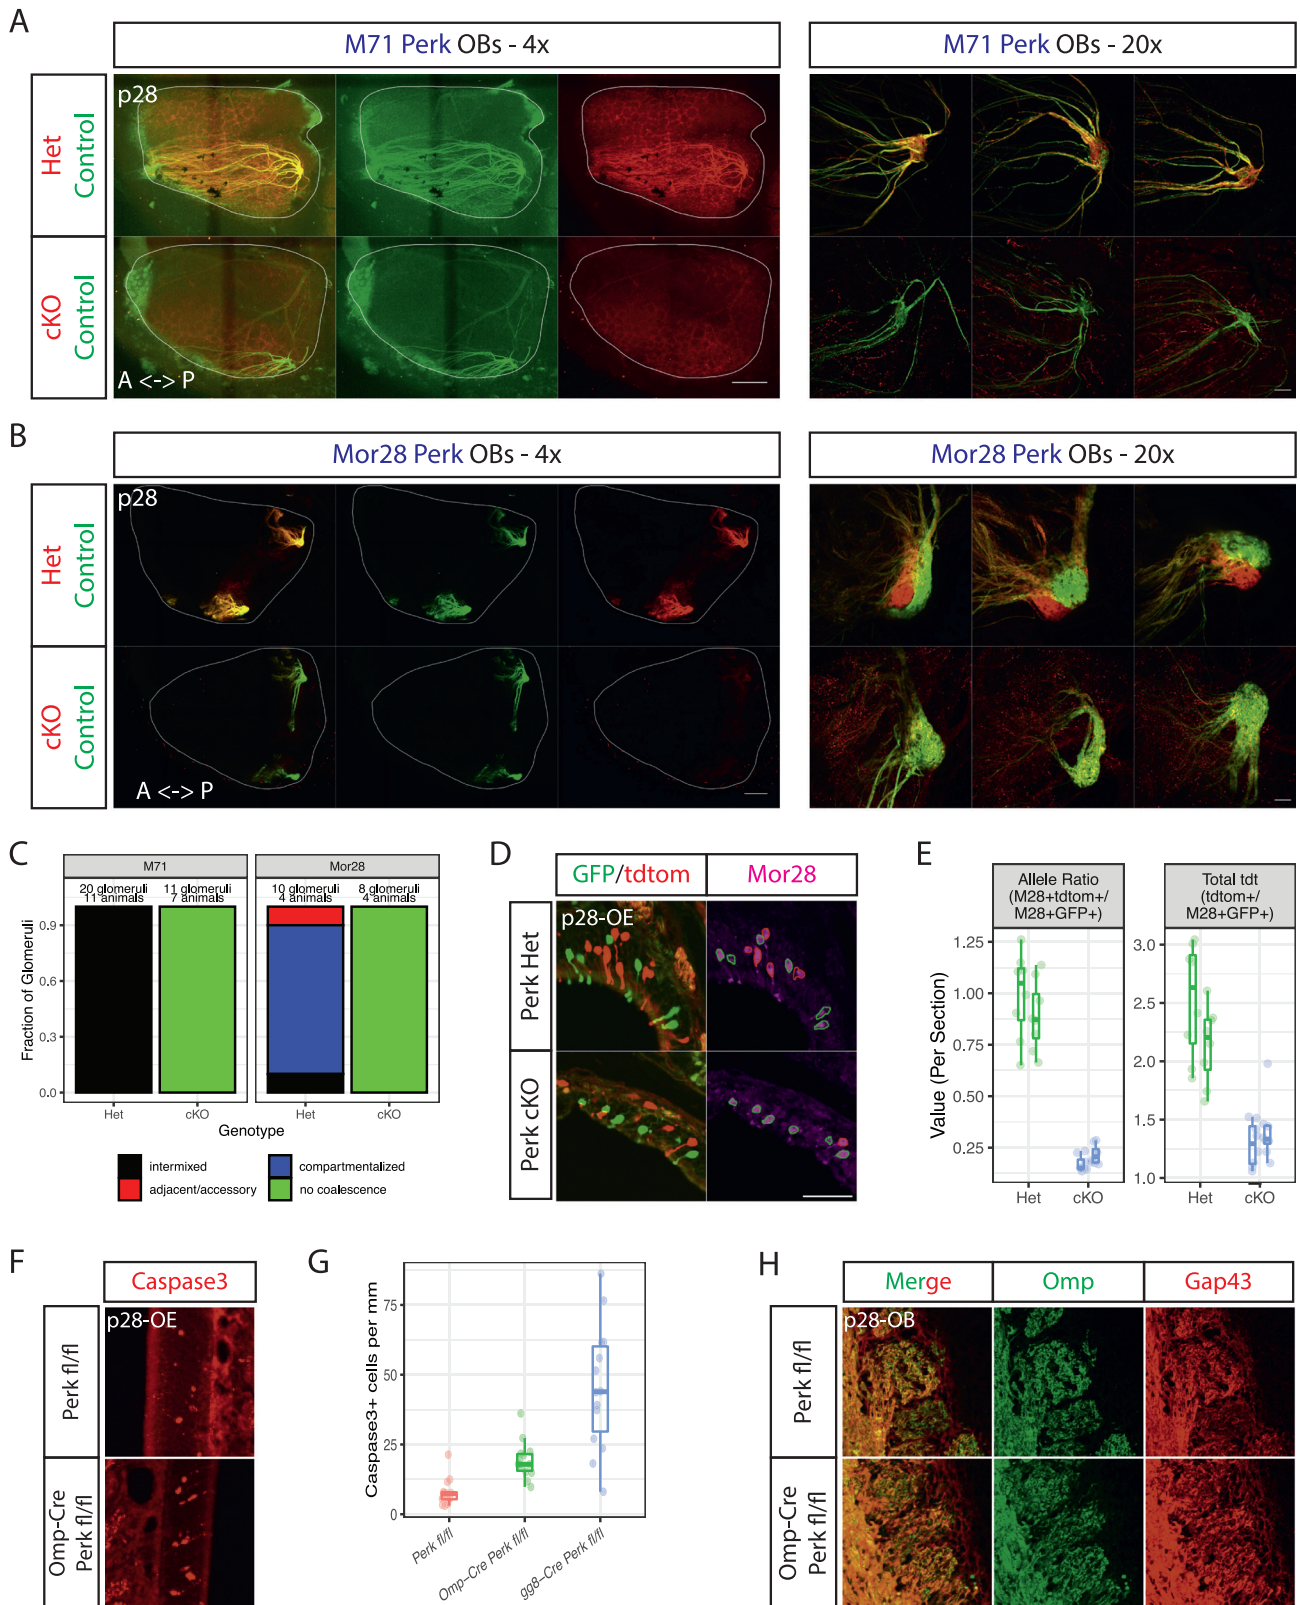 A
M71 Perk OBs - 4x
M71 Perk OBs - 20x
Het
Control
p28
cKO
Control
A <-> P
B
Mor28 Perk OBs - 4x
Mor28 Perk OBs - 20x
Het
Control
p28
cKO
Control
A <-> P
C
M71
Mor28
20 glomeruli
11 animals
11 glomeruli
7 animals
10 glomeruli
4 animals
8 glomeruli
4 animals
Fraction of Glomeruli
0.9
0.6
0.3
0.0
Het
cKO
Het
cKO
Genotype
intermixed
compartmentalized
adjacent/accessory
no coalescence
D
GFP/tdtom
Mor28
Perk Het
p28-OE
Perk cKO
E
Allele Ratio
(M28+tdtom+/
M28+GFP+)
Total tdt
(tdtom+/
M28+GFP+)
Value (Per Section)
1.25
1.00
0.75
0.50
0.25
3.0
2.5
2.0
1.5
1.0
Het
cKO
Het
cKO
F
Caspase3
Perk fl/fl
p28-OE
Omp-Cre
Perk fl/fl
G
Caspase3+ cells per mm
75
50
25
0
Perk fl/fl
Omp-Cre Perk fl/fl
gg8-Cre Perk fl/fl
H
Merge
Omp
Gap43
Perk fl/fl
p28-OB
Omp-Cre
Perk fl/fl